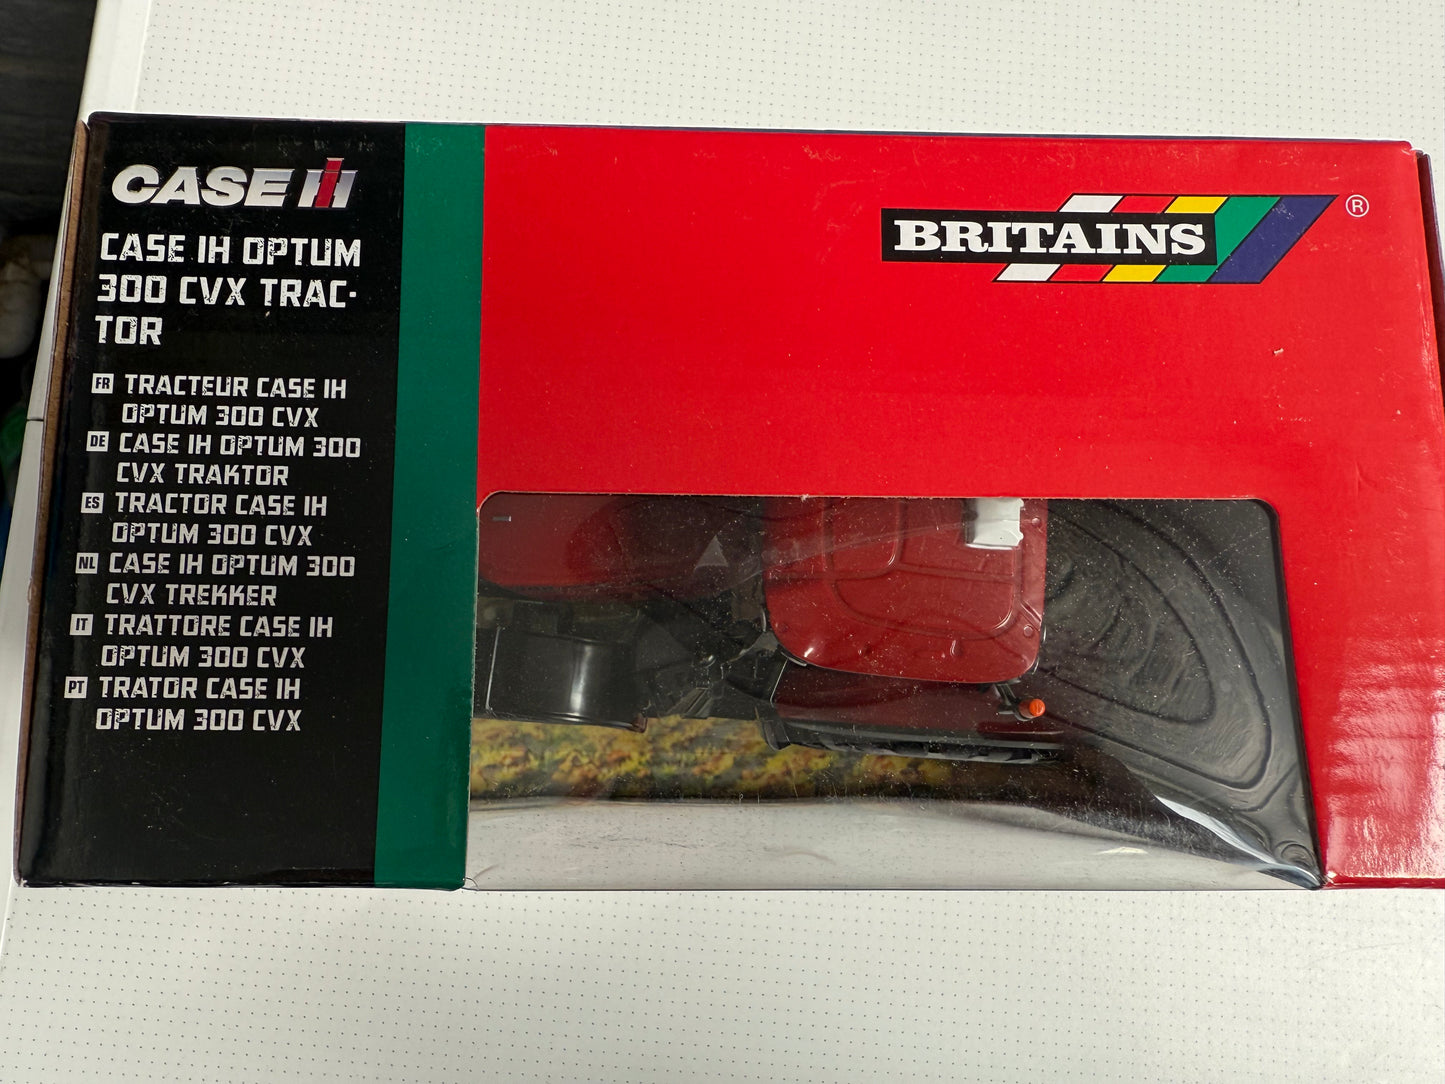 CASE IH
CASE IH OPTUM
300 CVX TRAC-
TOR
FR TRACTEUR CASE IH
OPTUM 300 CVX
DE CASE IH OPTUM 300
CVX TRAKTOR
ES TRACTOR CASE IH
OPTUM 300 CVX
NL CASE IH OPTUM 300
CVX TREKKER
IT TRATTORE CASE IH
OPTUM 300 CVX
PT TRATOR CASE IH
OPTUM 300 CVX
BRITAINS ®